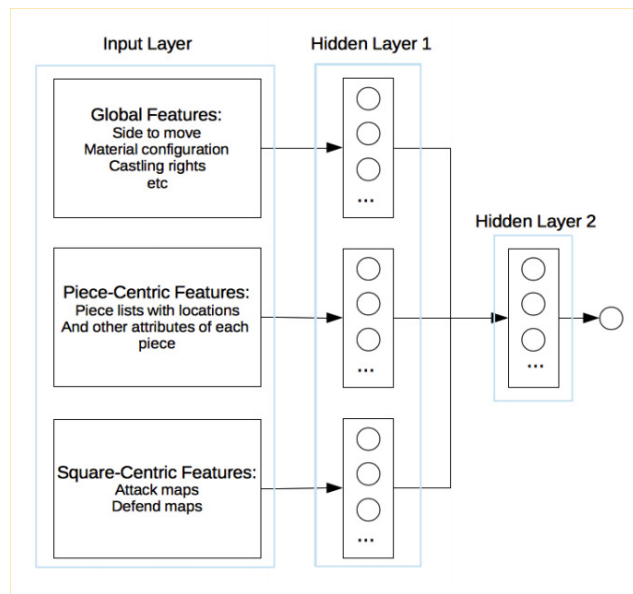 Input Layer
Hidden Layer 1
Global Features:
Side to move
Material configuration
Castling rights
etc
...
Hidden Layer 2
Piece-Centric Features:
Piece lists with locations
And other attributes of each
piece
...
...
Square-Centric Features:
Attack maps
Defend maps
...